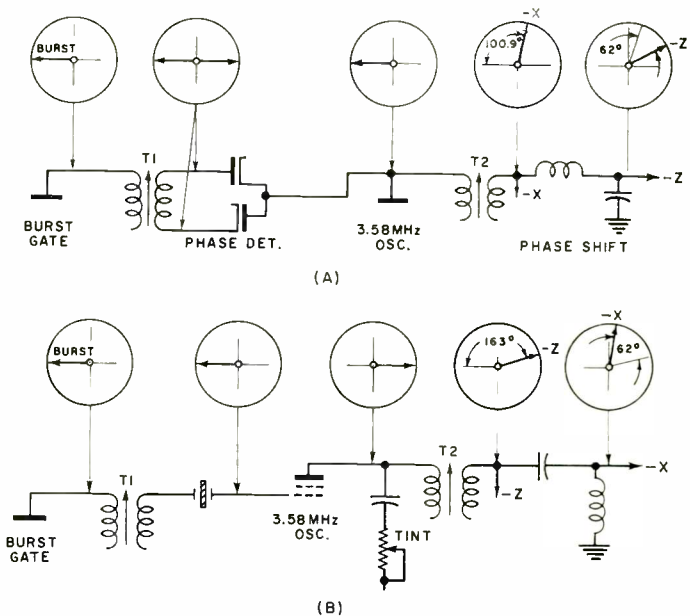 BURST
100.9°
-X
62°
-Z
T1
T2
-X
-Z
BURST
GATE
PHASE DET.
3.58MHz
OSC.
PHASE SHIFT
(A)
BURST
163°
-Z
-X
62°
T1
T2
-Z
-X
BURST
GATE
3.58MHz
OSC.
TINT
(B)